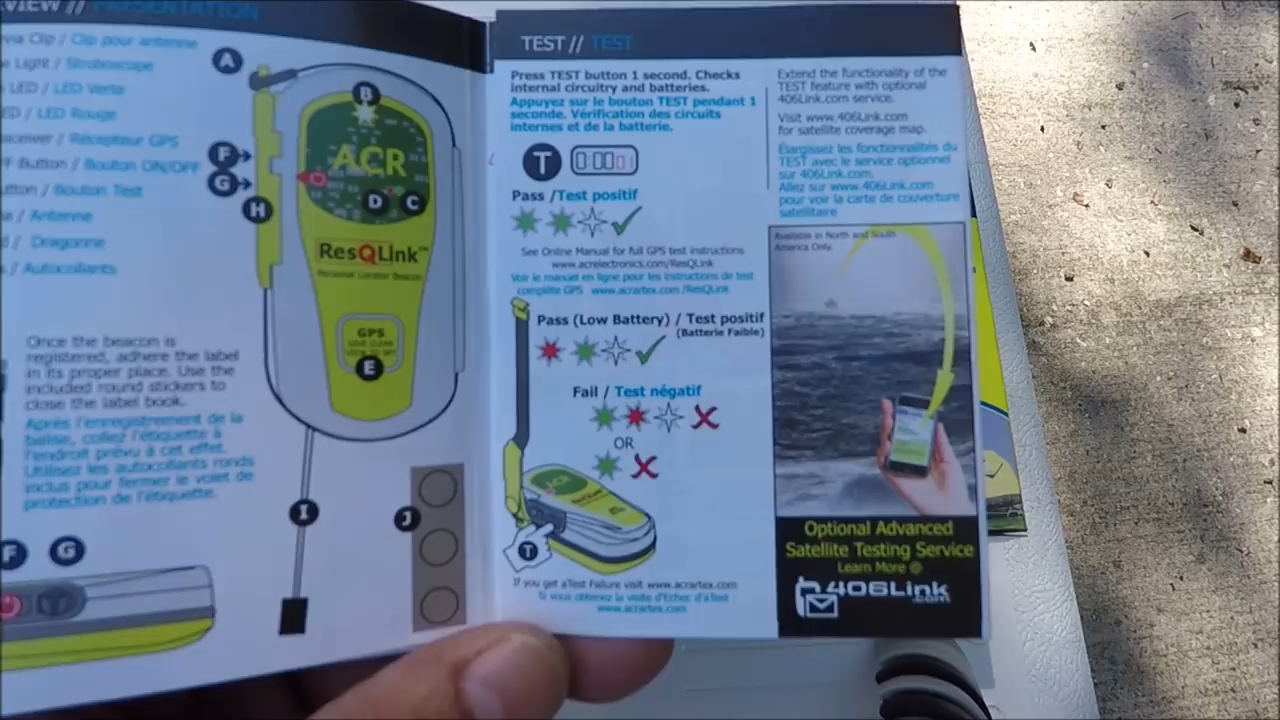 VIEW // PRESENTATION
Clip / Clip pour antenne
Light / Stroboscope
LED / LED Verte
LED / LED Rouge
/ Récepteur GPS
Button / Bouton ON/OFF
/ Bouton Test
/ Antenne
/ Dragonne
/ Autocollants
A
B
F
G
H
ACR
D
C
ResQLink™
Personal Locator Beacon
GPS
E
Once the beacon is
registered, adhere the label
in its proper place. Use the
included round stickers to
close the label book.
Après l'enregistrement de la
balise, collez l'étiquette à
l'endroit prévu à cet effet.
Utilisez les autocollants ronds
inclus pour fermer le volet de
protection de l'étiquette.
I
J
F
G
TEST // TEST
Press TEST button 1 second. Checks
internal circuitry and batteries.
Appuyez sur le bouton TEST pendant 1
seconde. Vérification des circuits
internes et de la batterie.
T
0:00:01
Pass /Test positif
See Online Manual for full GPS test instructions
www.acrelectronics.com/ResQLink
Voir le manuel en ligne pour les instructions de test
complète GPS www.acrartex.com /ResQLink
Pass (Low Battery) / Test positif
(Batterie Faible)
Fail / Test négatif
OR
ACR
ResQLink
T
If you get aTest Failure visit www.acrartex.com
Si vous obtenez la visite d'Echec d'aTest :
www.acrartex.com
Extend the functionality of the
TEST feature with optional
406Link.com service.
Visit www.406Link.com
for satellite coverage map.
Élargissez les fonctionnalités du
TEST avec le service optionnel
sur 406Link.com.
Allez sur www.406Link.com
pour voir la carte de couverture
satellitaire
Available in North and South
America Only.
Optional Advanced
Satellite Testing Service
Learn More @
406Link
.com